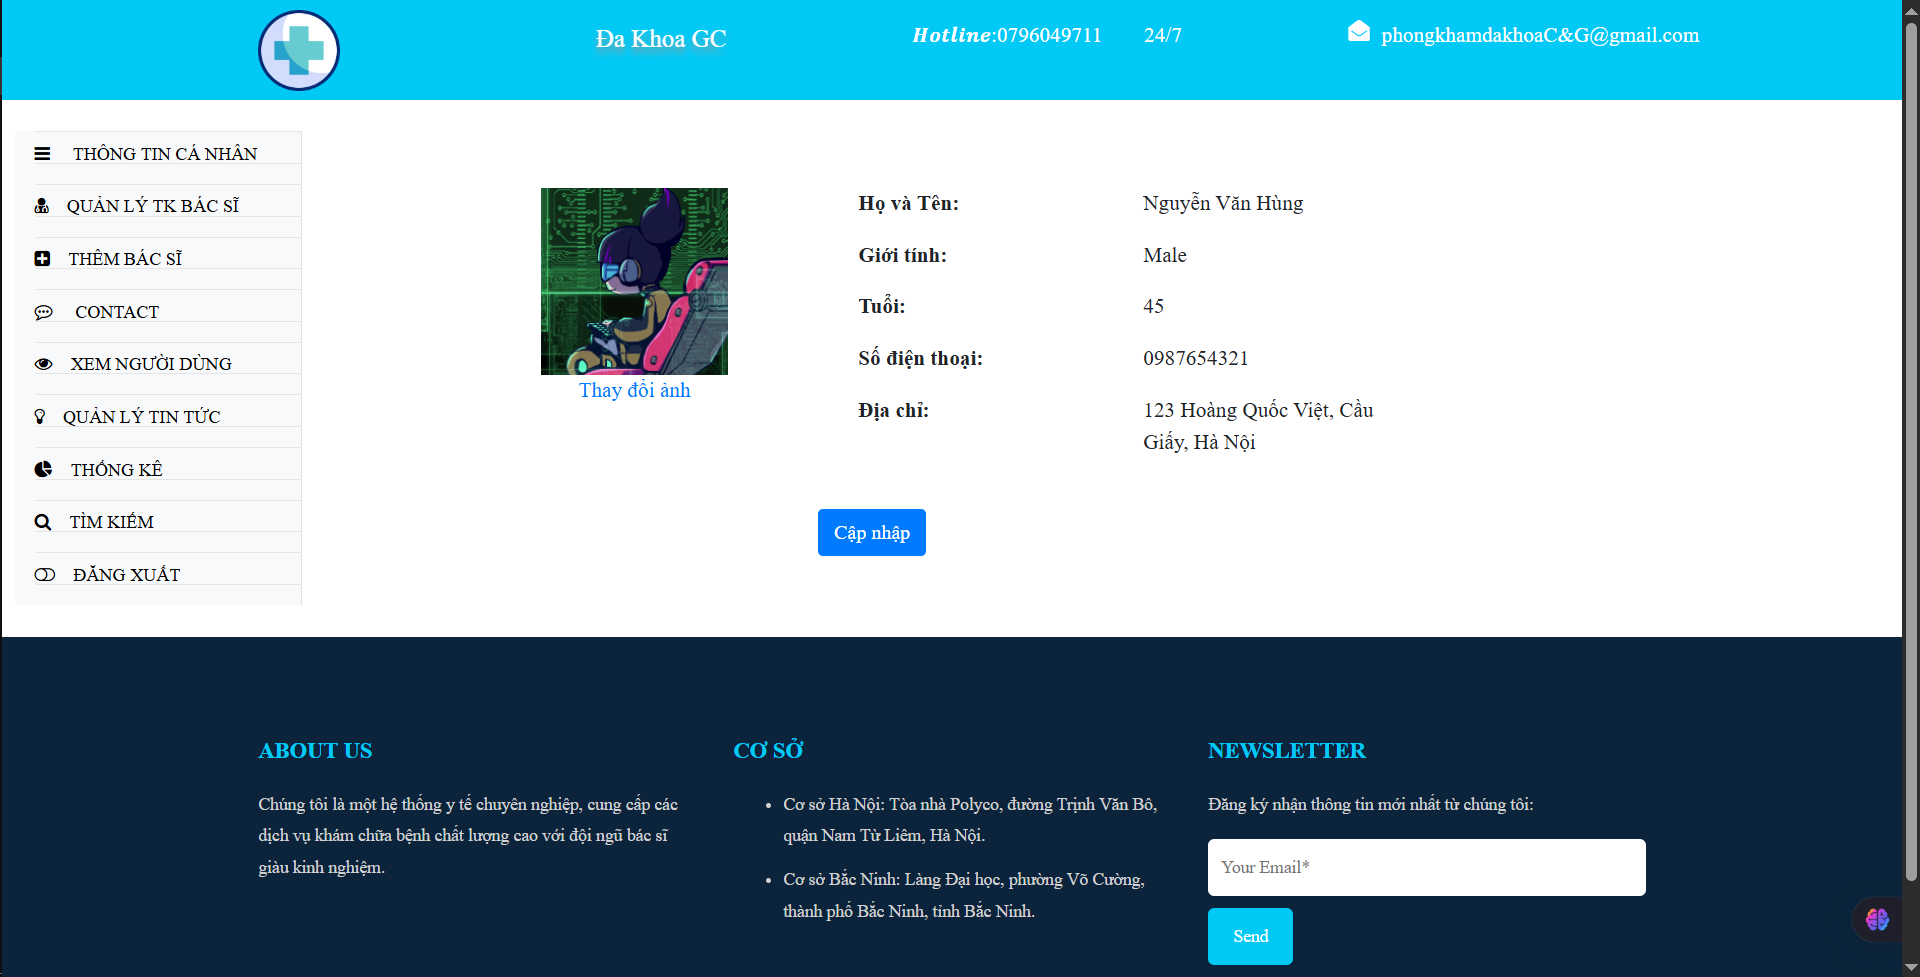 Đa Khoa GC
Hotline:0796049711 24/7
phongkhamdakhoaC&G@gmail.com
THÔNG TIN CÁ NHÂN
QUẢN LÝ TK BÁC SĨ
THÊM BÁC SĨ
CONTACT
XEM NGƯỜI DÙNG
QUẢN LÝ TIN TỨC
THỐNG KÊ
TÌM KIẾM
ĐĂNG XUẤT
Thay đổi ảnh
Họ và Tên: Nguyễn Văn Hùng
Giới tính: Male
Tuổi: 45
Số điện thoại: 0987654321
Địa chỉ: 123 Hoàng Quốc Việt, Cầu
Giấy, Hà Nội
Cập nhập
ABOUT US
Chúng tôi là một hệ thống y tế chuyên nghiệp, cung cấp các
dịch vụ khám chữa bệnh chất lượng cao với đội ngũ bác sĩ
giàu kinh nghiệm.
CƠ SỞ
• Cơ sở Hà Nội: Tòa nhà Polyco, đường Trịnh Văn Bô,
quận Nam Từ Liêm, Hà Nội.
• Cơ sở Bắc Ninh: Làng Đại học, phường Võ Cường,
thành phố Bắc Ninh, tỉnh Bắc Ninh.
NEWSLETTER
Đăng ký nhận thông tin mới nhất từ chúng tôi:
Your Email*
Send